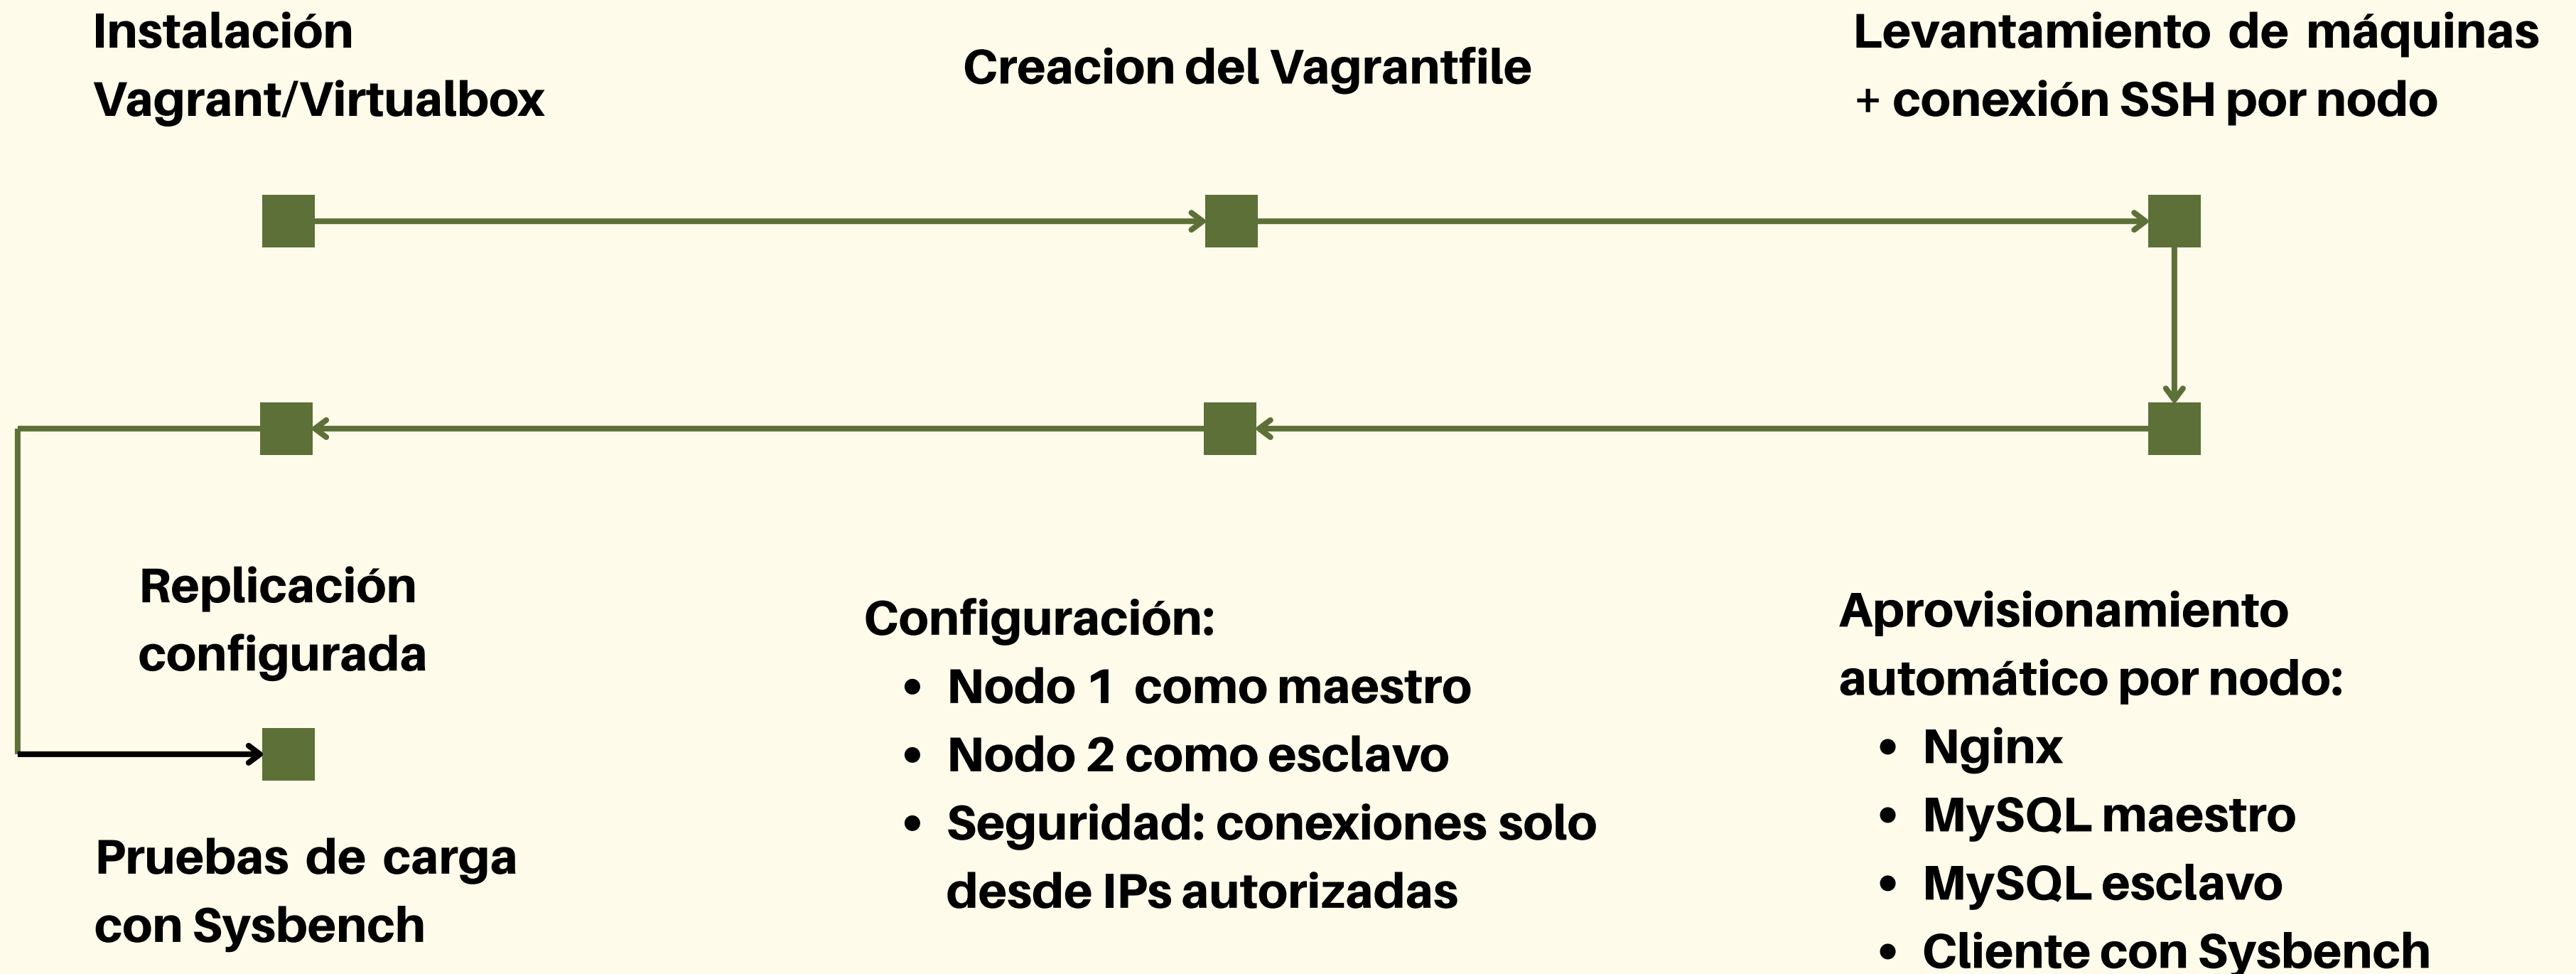 Instalación
Vagrant/Virtualbox
Creacion del Vagrantfile
Levantamiento de máquinas
+ conexión SSH por nodo
Replicación
configurada
Configuración:
• Nodo 1 como maestro
• Nodo 2 como esclavo
• Seguridad: conexiones solo
desde IPs autorizadas
Aprovisionamiento
automático por nodo:
• Nginx
• MySQL maestro
• MySQL esclavo
• Cliente con Sysbench
Pruebas de carga
con Sysbench